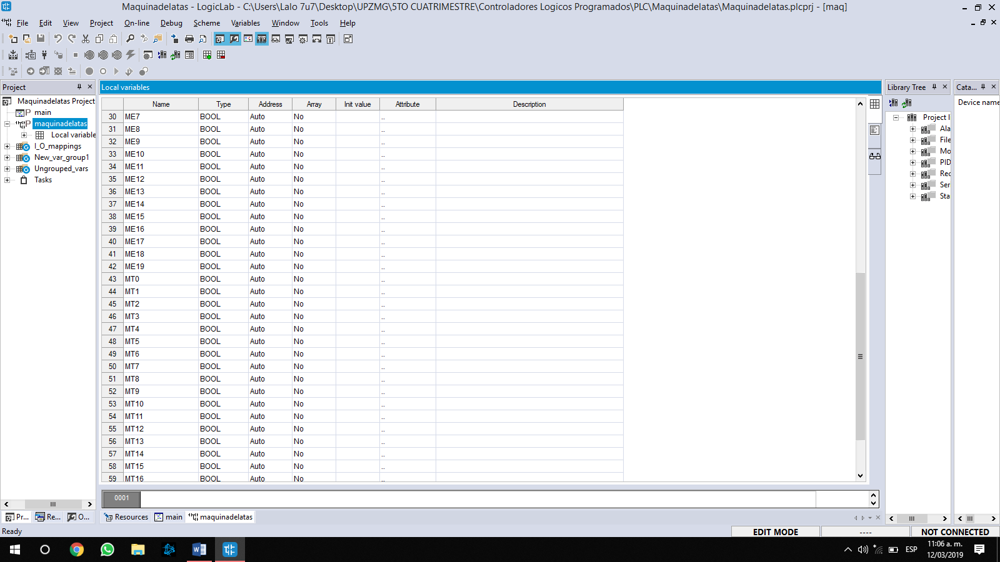 Maquinadelatas - LogicLab - C:\Users\Lalo 7u7\Desktop\UPZMG\5TO CUATRIMESTRE\Controladores Logicos Programados\PLC\Maquinadelatas\Maquinadelatas.plcprj - [maq]
File Edit View Project On-line Debug Scheme Variables Window Tools Help
Project
Maquinadelatas Project
main
maquinadelatas
Local variable
I_O_mappings
New_var_group1
Ungrouped_vars
Tasks
Local variables
Name Type Address Array Init value Attribute Description
30 ME7 BOOL Auto No ..
31 ME8 BOOL Auto No ..
32 ME9 BOOL Auto No ..
33 ME10 BOOL Auto No ..
34 ME11 BOOL Auto No ..
35 ME12 BOOL Auto No ..
36 ME13 BOOL Auto No ..
37 ME14 BOOL Auto No ..
38 ME15 BOOL Auto No ..
39 ME16 BOOL Auto No ..
40 ME17 BOOL Auto No ..
41 ME18 BOOL Auto No ..
42 ME19 BOOL Auto No ..
43 MT0 BOOL Auto No ..
44 MT1 BOOL Auto No ..
45 MT2 BOOL Auto No ..
46 MT3 BOOL Auto No ..
47 MT4 BOOL Auto No ..
48 MT5 BOOL Auto No ..
49 MT6 BOOL Auto No ..
50 MT7 BOOL Auto No ..
51 MT8 BOOL Auto No ..
52 MT9 BOOL Auto No ..
53 MT10 BOOL Auto No ..
54 MT11 BOOL Auto No ..
55 MT12 BOOL Auto No ..
56 MT13 BOOL Auto No ..
57 MT14 BOOL Auto No ..
58 MT15 BOOL Auto No ..
59 MT16 BOOL Auto No ..
0001
Library Tree
Project l
Ala
File
Mo
PID
Rec
Ser
Sta
Cata...
Device name
Pr... Re... O...
Resources main maquinadelatas
Ready
EDIT MODE ---- NOT CONNECTED
ESP
11:06 a. m.
12/03/2019